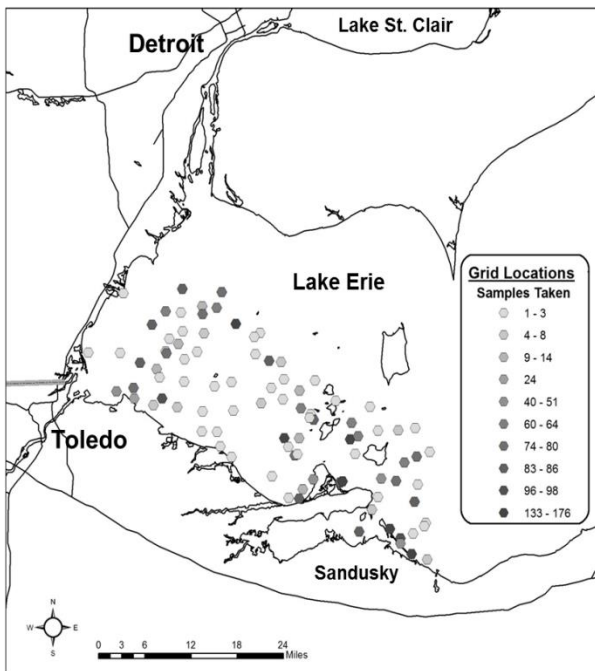 Lake St. Clair
Detroit
Lake Erie
Grid Locations
Samples Taken
1 - 3
4 - 8
9 - 14
24
40 - 51
60 - 64
74 - 80
83 - 86
96 - 98
133 - 176
Toledo
Sandusky
N
W E
S
0 1.5 3 6 12 18 24
Miles